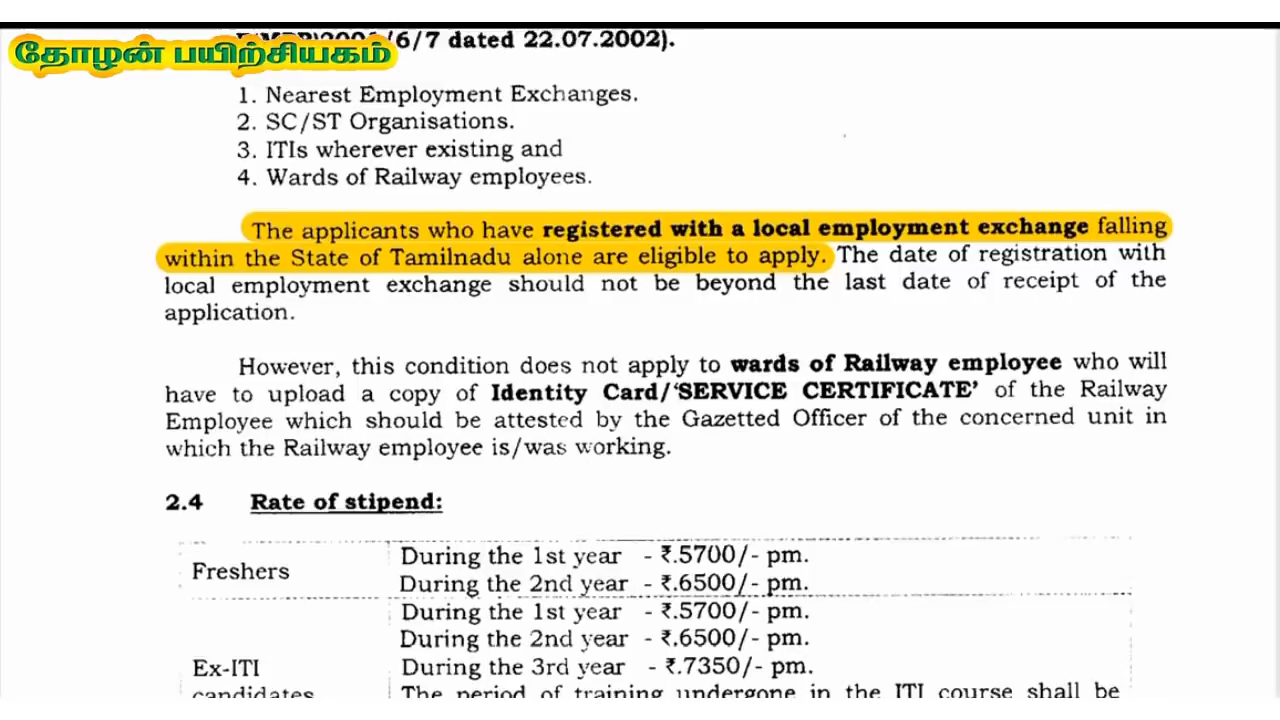 /6/7 dated 22.07.2002).
தோழன் பயிற்சியகம்
1. Nearest Employment Exchanges.
2. SC/ST Organisations.
3. ITIs wherever existing and
4. Wards of Railway employees.
The applicants who have registered with a local employment exchange falling
within the State of Tamilnadu alone are eligible to apply. The date of registration with
local employment exchange should not be beyond the last date of receipt of the
application.
However, this condition does not apply to wards of Railway employee who will
have to upload a copy of Identity Card/'SERVICE CERTIFICATE' of the Railway
Employee which should be attested by the Gazetted Officer of the concerned unit in
which the Railway employee is/was working.
2.4 Rate of stipend:
Freshers
During the 1st year - ₹.5700/- pm.
During the 2nd year - ₹.6500/- pm.
During the 1st year - ₹.5700/- pm.
During the 2nd year - ₹.6500/- pm.
Ex-ITI During the 3rd year - ₹.7350/- pm.
candidates The period of training undergone in the ITI course shall be